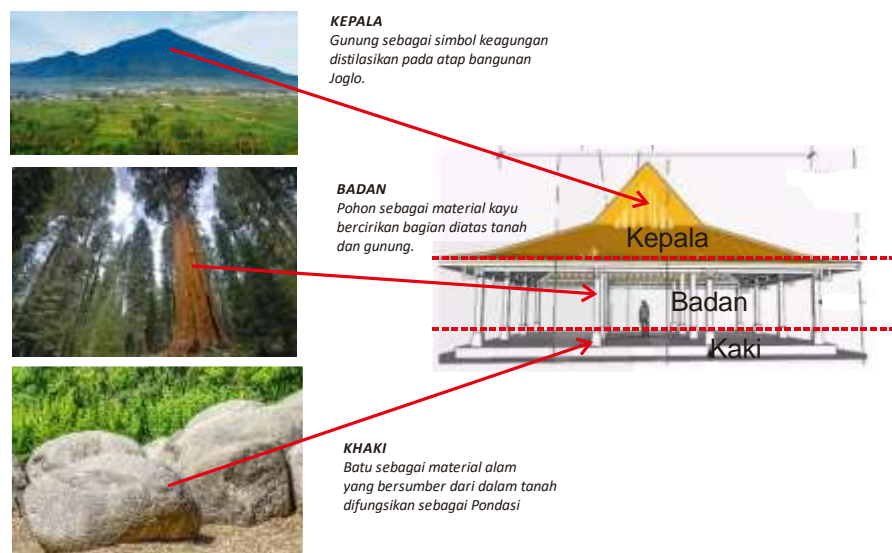 KEPALA
Gunung sebagai simbol keagungan
distilasikan pada atap bangunan
Joglo.
BADAN
Pohon sebagai material kayu
bercirikan bagian diatas tanah
dan gunung.
KHAKI
Batu sebagai material alam
yang bersumber dari dalam tanah
difungsikan sebagai Pondasi
Kepala
Badan
Kaki